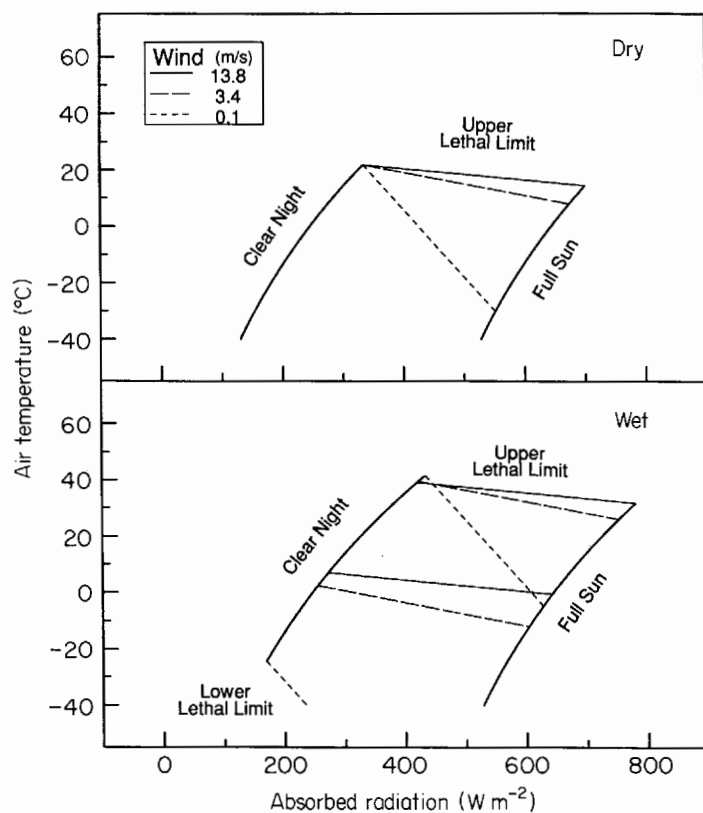 Dry
Wind (m/s)
13.8
3.4
0.1
60
40
20
0
-20
-40
Upper
Lethal Limit
Clear Night
Full Sun
Air temperature (°C)
Wet
60
40
20
0
-20
-40
Upper
Lethal Limit
Clear Night
Full Sun
Lower
Lethal Limit
0 200 400 600 800
Absorbed radiation (W m⁻²)